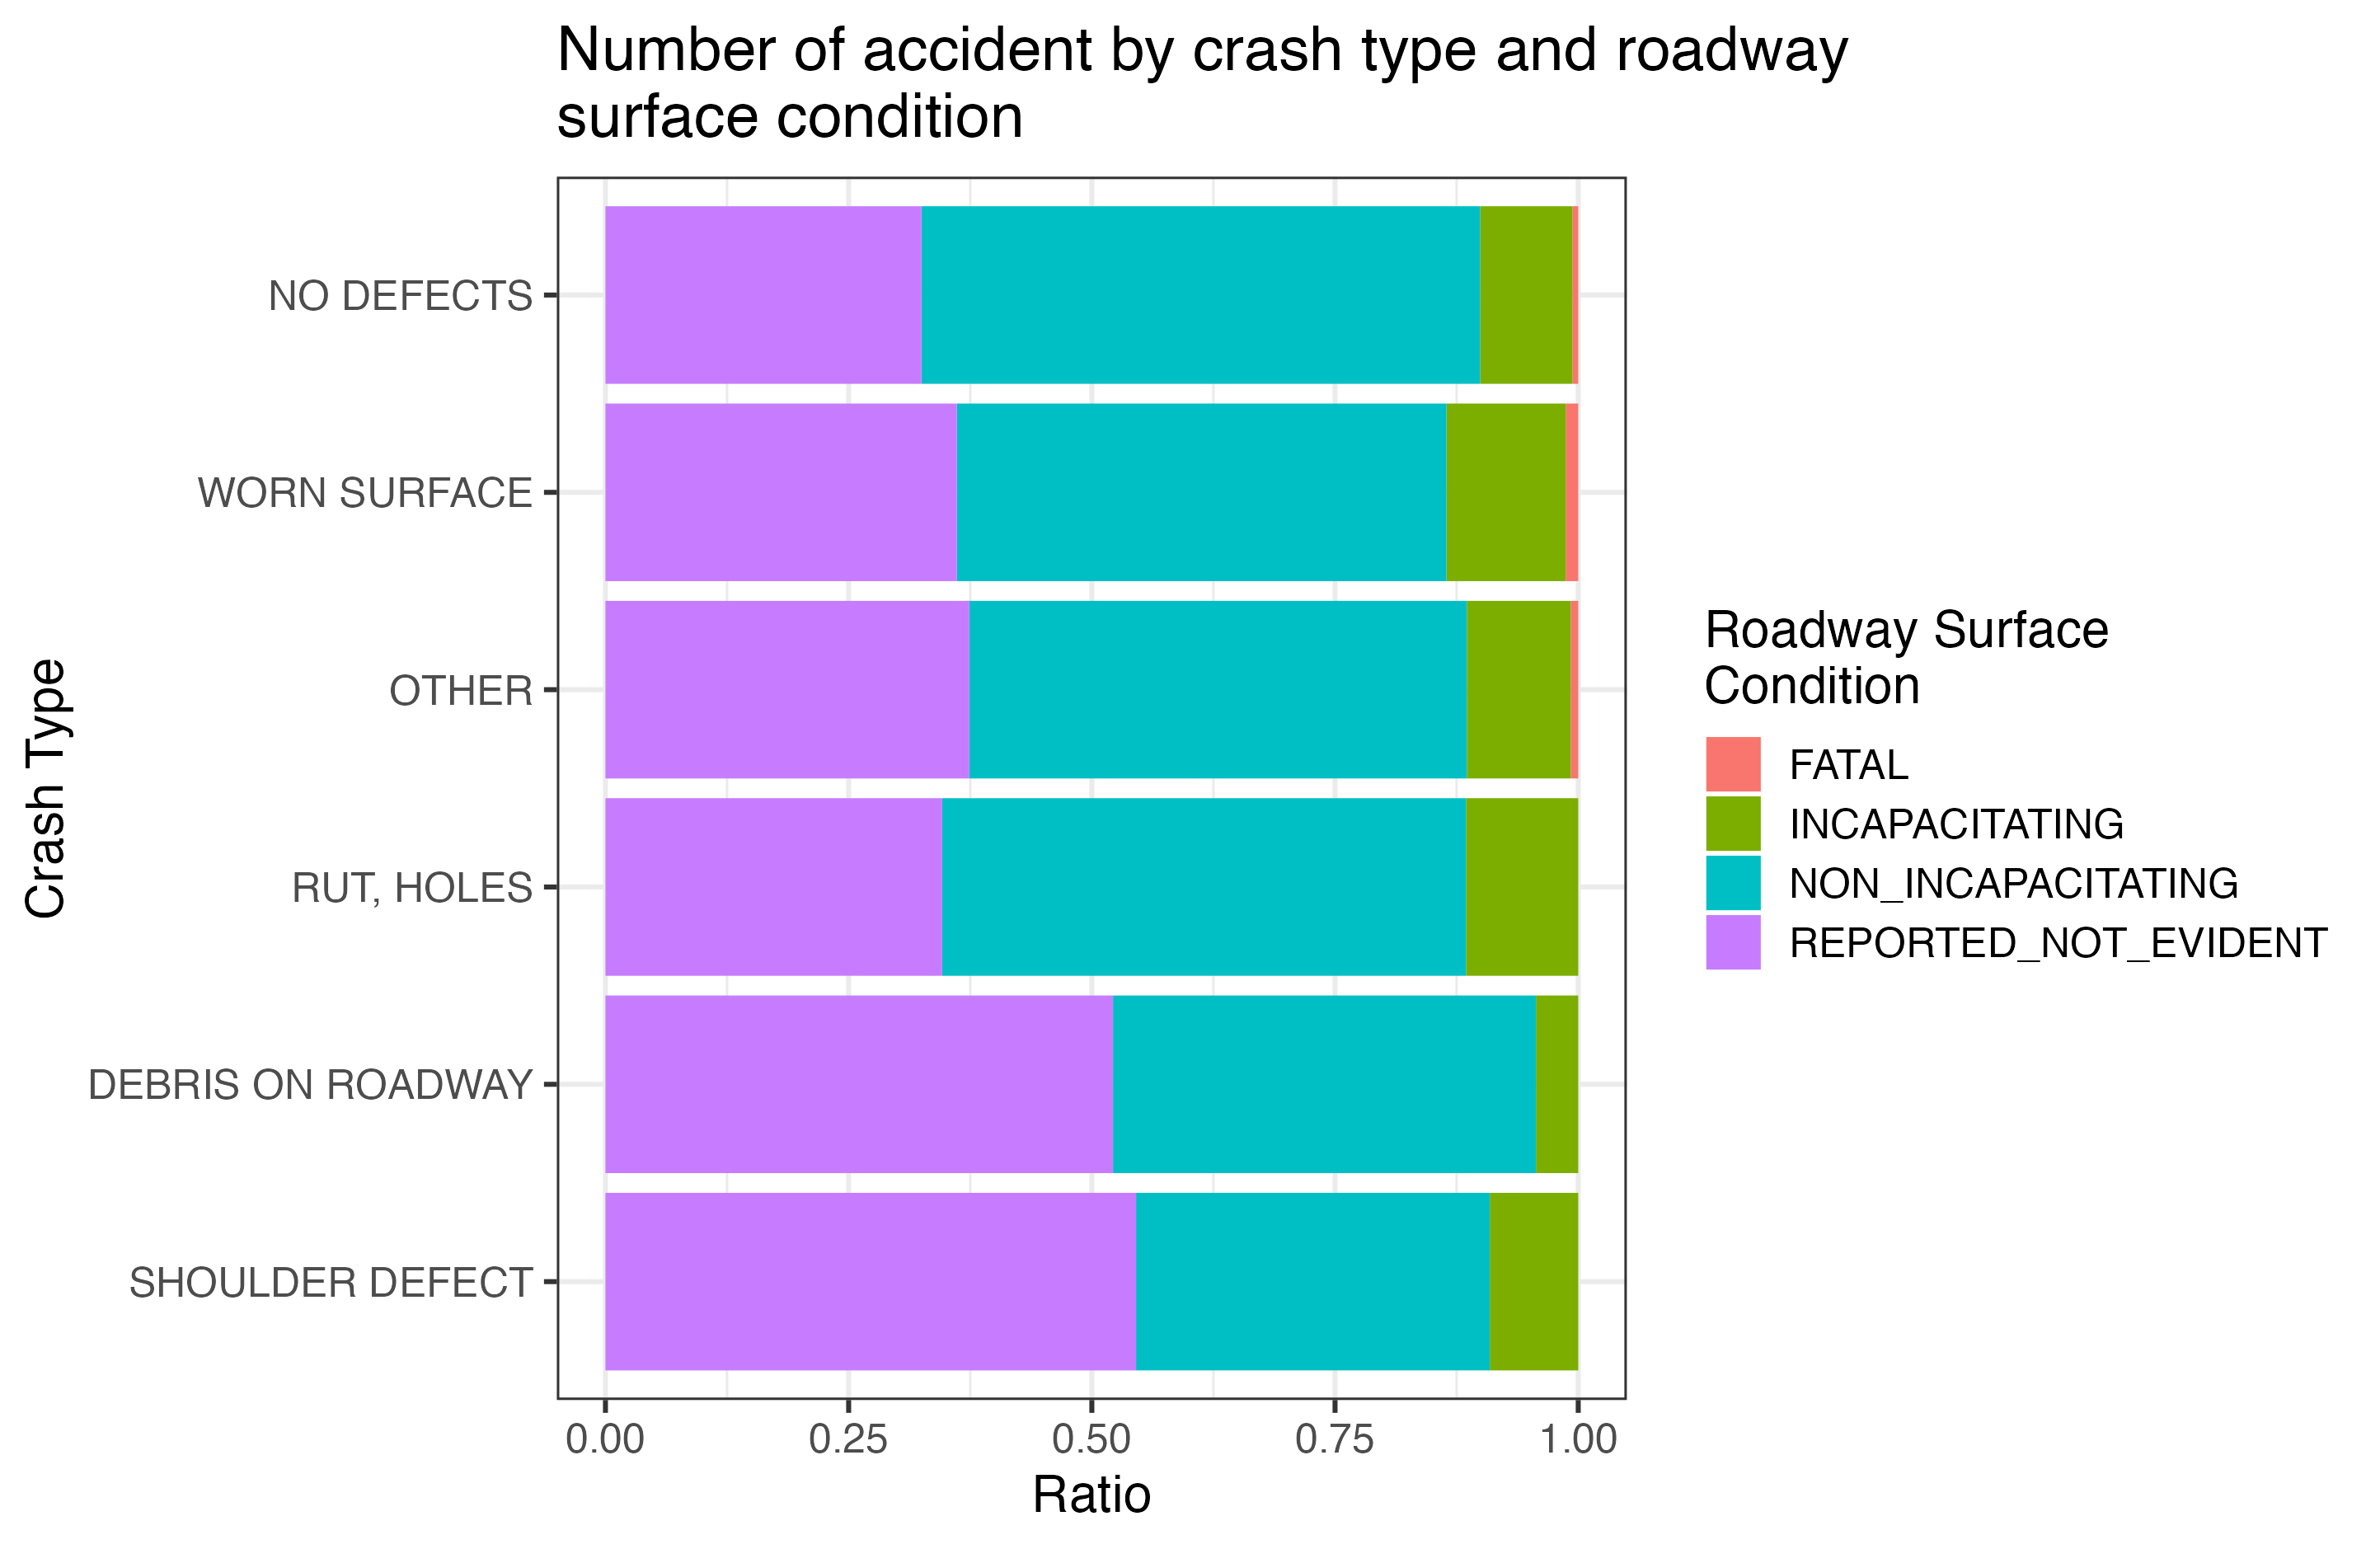 Number of accident by crash type and roadway
surface condition
Crash Type
NO DEFECTS
WORN SURFACE
OTHER
RUT, HOLES
DEBRIS ON ROADWAY
SHOULDER DEFECT
0.00 0.25 0.50 0.75 1.00
Ratio
Roadway Surface
Condition
FATAL
INCAPACITATING
NON_INCAPACITATING
REPORTED_NOT_EVIDENT